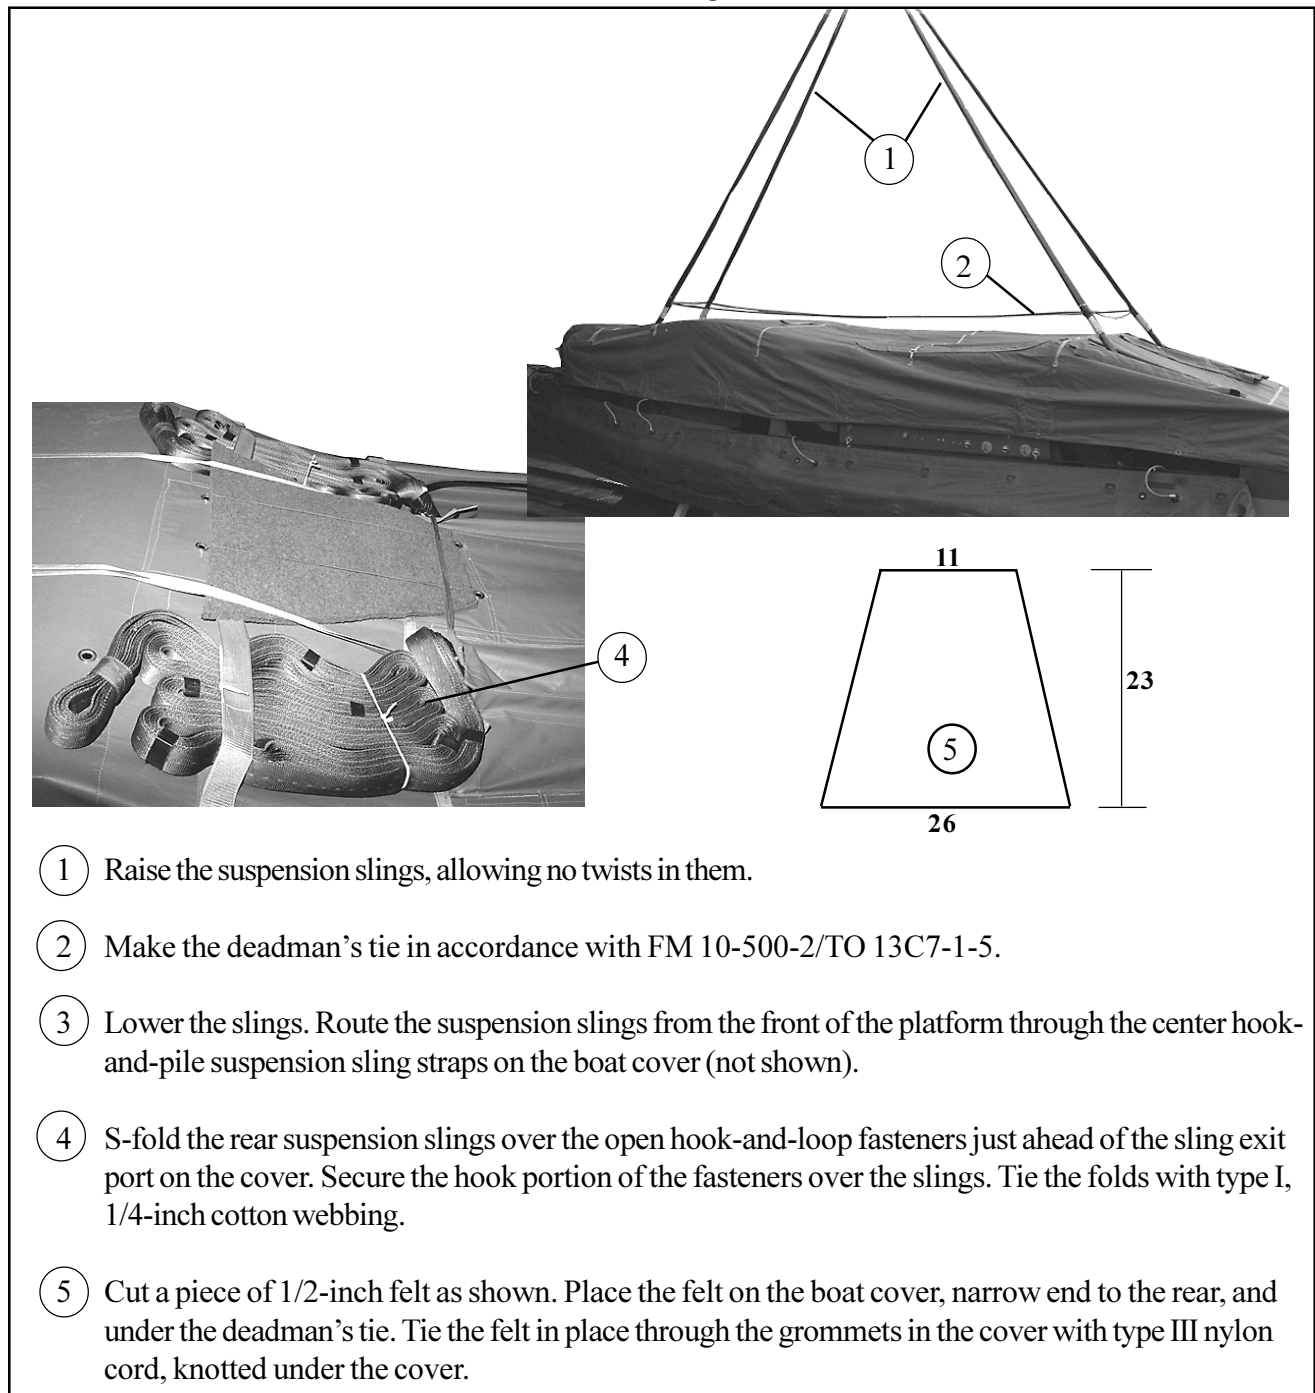 1
2
4
11
23
5
26
1 Raise the suspension slings, allowing no twists in them.
2 Make the deadman’s tie in accordance with FM 10-500-2/TO 13C7-1-5.
3 Lower the slings. Route the suspension slings from the front of the platform through the center hook-
and-pile suspension sling straps on the boat cover (not shown).
4 S-fold the rear suspension slings over the open hook-and-loop fasteners just ahead of the sling exit
port on the cover. Secure the hook portion of the fasteners over the slings. Tie the folds with type I,
1/4-inch cotton webbing.
5 Cut a piece of 1/2-inch felt as shown. Place the felt on the boat cover, narrow end to the rear, and
under the deadman’s tie. Tie the felt in place through the grommets in the cover with type III nylon
cord, knotted under the cover.